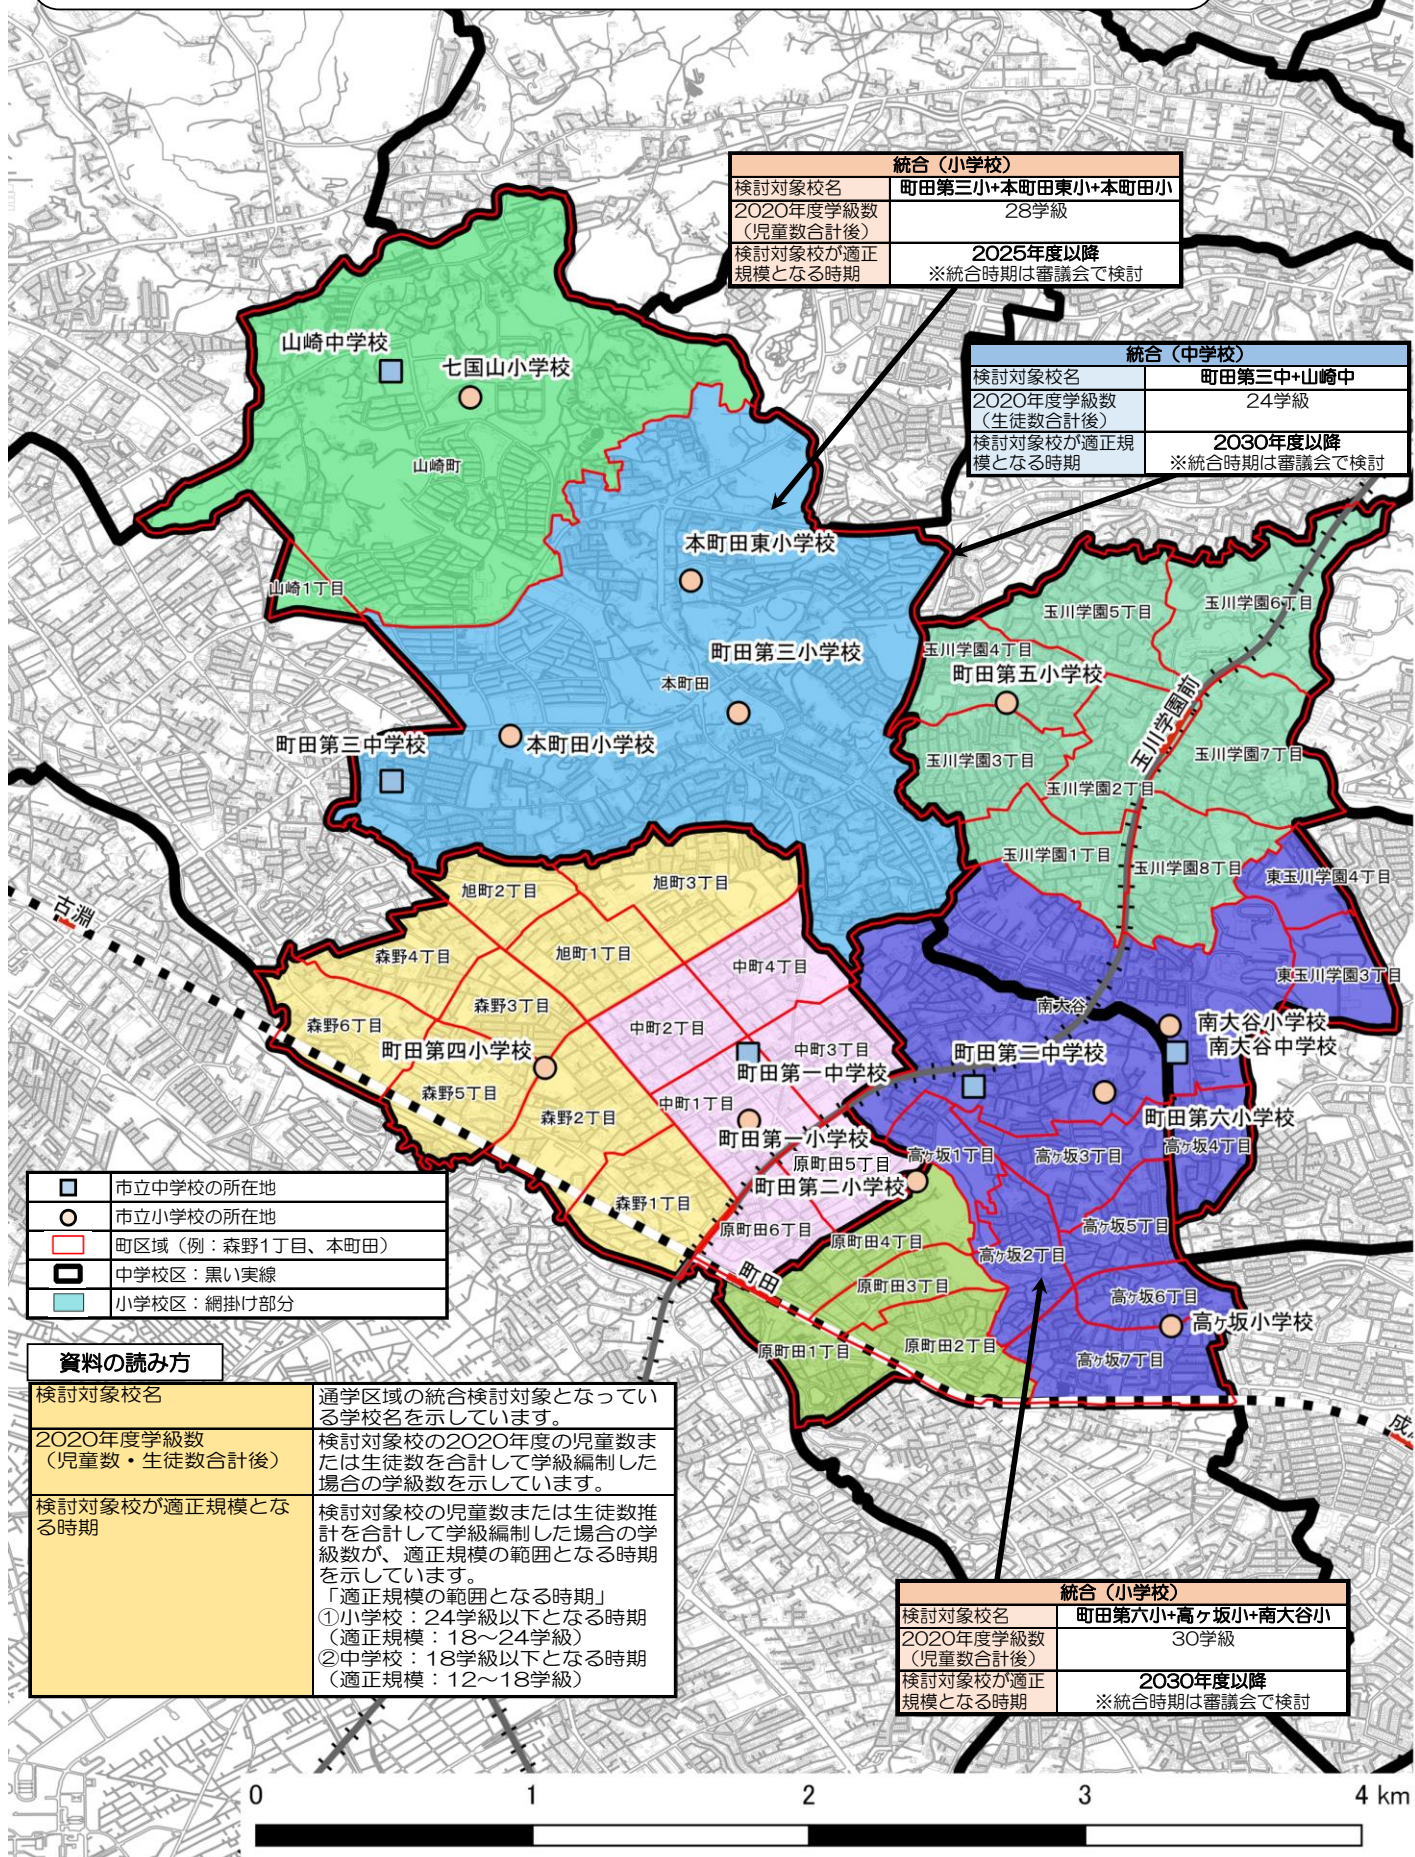 統合（小学校）
検討対象校名
町田第三小+本町田東小+本町田小
2020年度学級数
（児童数合計後）
28学級
検討対象校が適正
規模となる時期
2025年度以降
※統合時期は審議会で検討
統合（中学校）
検討対象校名
町田第三中+山崎中
2020年度学級数
（生徒数合計後）
24学級
検討対象校が適正規
模となる時期
2030年度以降
※統合時期は審議会で検討
山崎中学校
七国山小学校
山崎町
山崎1丁目
本町田東小学校
町田第三小学校
本町田
本町田小学校
町田第三中学校
玉川学園5丁目
玉川学園6丁目
玉川学園4丁目
町田第五小学校
玉川学園前
玉川学園3丁目
玉川学園7丁目
玉川学園2丁目
玉川学園1丁目
玉川学園8丁目
東玉川学園4丁目
東玉川学園3丁目
古淵
旭町2丁目
旭町3丁目
旭町1丁目
森野4丁目
森野3丁目
森野6丁目
町田第四小学校
森野5丁目
森野2丁目
森野1丁目
中町4丁目
中町2丁目
中町3丁目
町田第一中学校
中町1丁目
町田第一小学校
原町田5丁目
町田第二小学校
原町田6丁目
原町田4丁目
町田
原町田3丁目
原町田1丁目
原町田2丁目
南大谷
南大谷小学校
南大谷中学校
町田第二中学校
町田第六小学校
高ヶ坂1丁目
高ヶ坂3丁目
高ヶ坂4丁目
高ヶ坂5丁目
高ヶ坂2丁目
高ヶ坂6丁目
高ヶ坂小学校
高ヶ坂7丁目
市立中学校の所在地
市立小学校の所在地
町区域（例：森野1丁目、本町田）
中学校区：黒い実線
小学校区：網掛け部分
資料の読み方
検討対象校名
通学区域の統合検討対象となってい
る学校名を示しています。
2020年度学級数
（児童数・生徒数合計後）
検討対象校の2020年度の児童数ま
たは生徒数を合計して学級編制した
場合の学級数を示しています。
検討対象校が適正規模とな
る時期
検討対象校の児童数または生徒数推
計を合計して学級編制した場合の学
級数が、適正規模の範囲となる時期
を示しています。
「適正規模の範囲となる時期」
①小学校：24学級以下となる時期
（適正規模：18～24学級）
②中学校：18学級以下となる時期
（適正規模：12～18学級）
統合（小学校）
検討対象校名
町田第六小+高ヶ坂小+南大谷小
2020年度学級数
（児童数合計後）
30学級
検討対象校が適正
規模となる時期
2030年度以降
※統合時期は審議会で検討
0 1 2 3 4 km